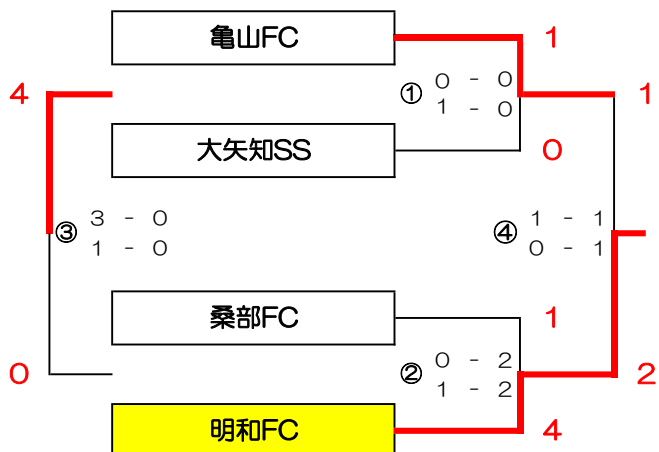 亀山FC
1
4
① 0 - 0
1 - 0
1
大矢知SS
0
③ 3 - 0
1 - 0
④ 1 - 1
0 - 1
桑部FC
1
② 0 - 2
1 - 2
0
2
明和FC
4